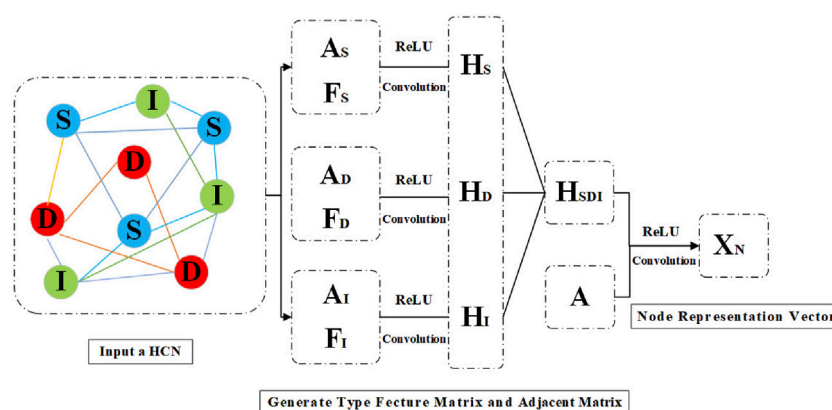 S
I
S
D
D
I
S
D
I
Input a HCN
AS
FS
AD
FD
AI
FI
ReLU
Convolution
ReLU
Convolution
ReLU
Convolution
HS
HD
HI
HSDI
A
ReLU
Convolution
XN
Node Representation Vector
Generate Type Fecture Matrix and Adjacent Matrix